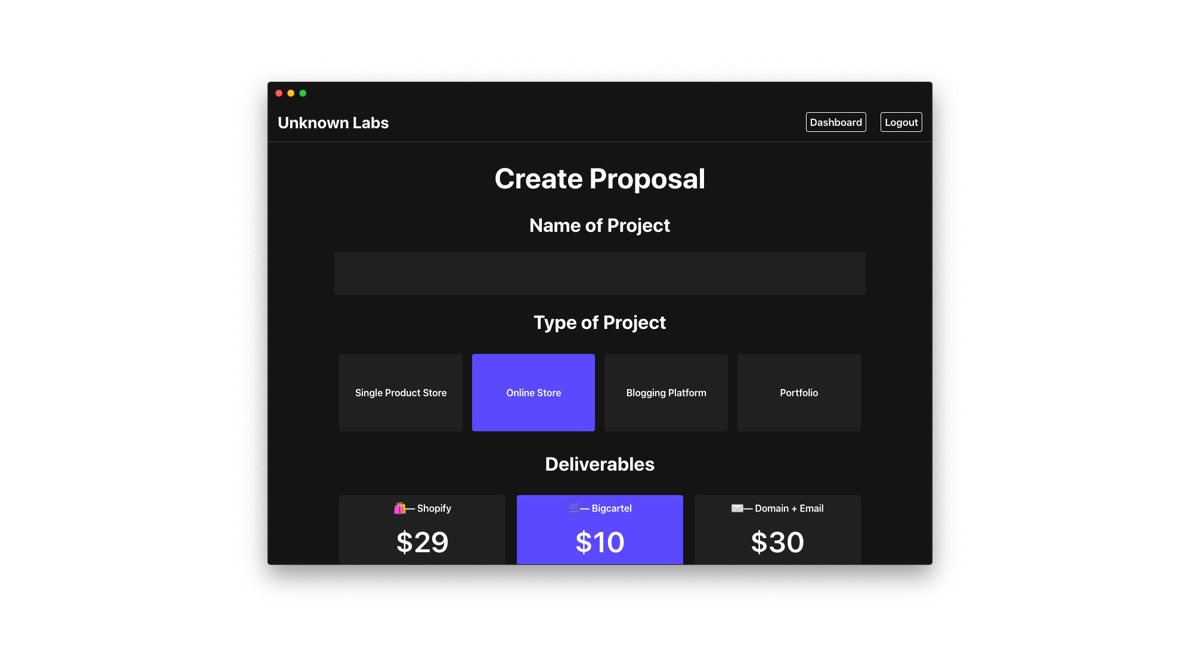 Unknown Labs
Dashboard
Logout
Create Proposal
Name of Project
Type of Project
Single Product Store
Online Store
Blogging Platform
Portfolio
Deliverables
🛍️— Shopify
🛒— Bigcartel
✉️— Domain + Email
$29
$10
$30